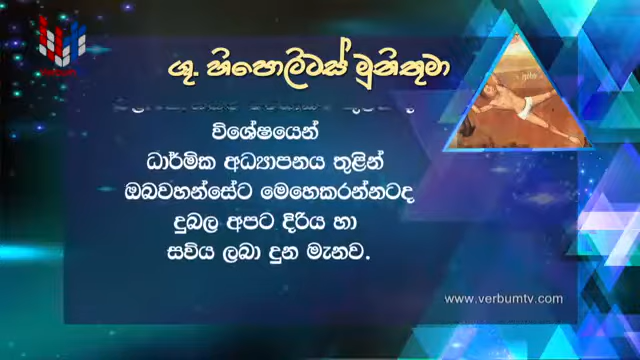 ශු. හිපොලිටස් මුනිතුමා
විශේෂයෙන්
ධාර්මික අධ්‍යාපනය තුළින්
ඔබවහන්සේට මෙහෙකරන්නටද
දුබල අපට දිරිය හා
සවිය ලබා දුන මැනව.
www.verbumtv.com